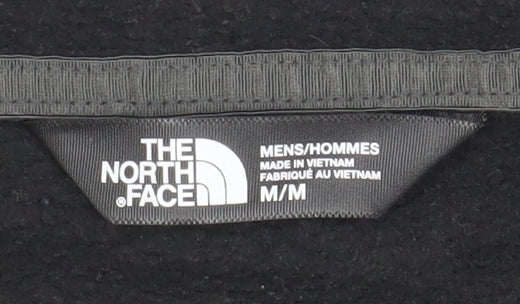 THE
NORTH
FACE®
MENS/HOMMES
MADE IN VIETNAM
FABRIQUÉ AU VIETNAM
M/M